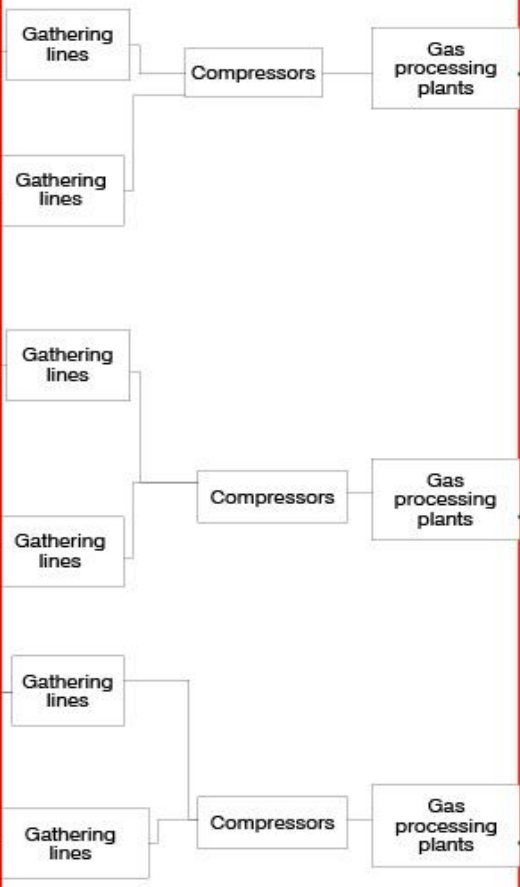 Gathering
lines
Compressors
Gas
processing
plants
Gathering
lines
Gathering
lines
Compressors
Gas
processing
plants
Gathering
lines
Gathering
lines
Compressors
Gas
processing
plants
Gathering
lines